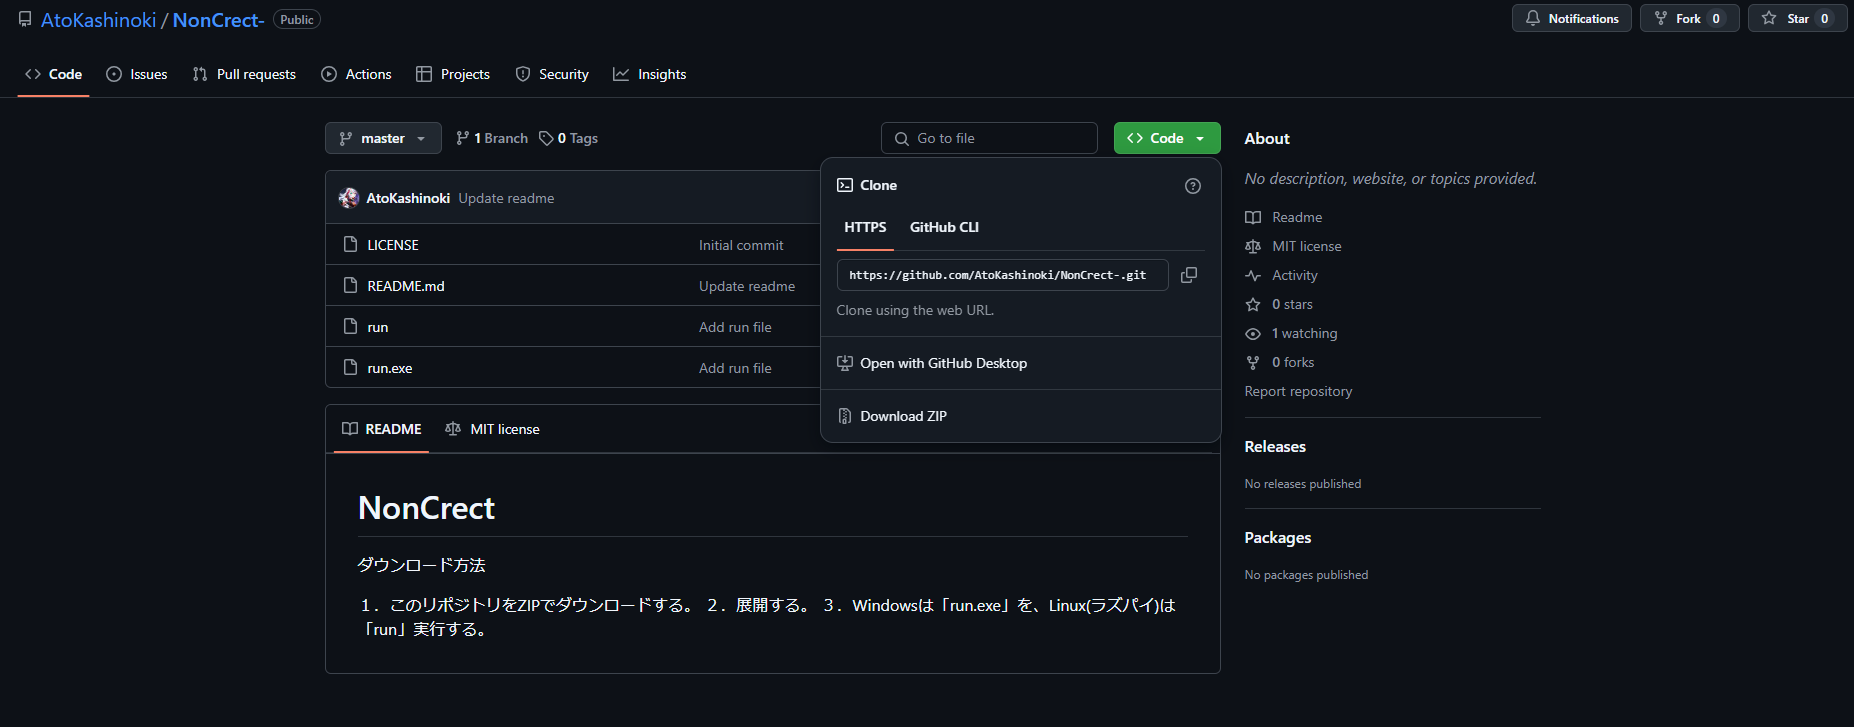 AtoKashinoki / NonCrect- Public
Notifications Fork 0 Star 0
Code Issues Pull requests Actions Projects Security Insights
master 1 Branch 0 Tags Go to file Code
AtoKashinoki Update readme
LICENSE Initial commit
README.md Update readme
run Add run file
run.exe Add run file
Clone
HTTPS GitHub CLI
https://github.com/AtoKashinoki/NonCrect-.git
Clone using the web URL.
Open with GitHub Desktop
Download ZIP
README MIT license
NonCrect
ダウンロード方法
１．このリポジトリをZIPでダウンロードする。 ２．展開する。 ３．Windowsは「run.exe」を、Linux(ラズパイ)は
「run」実行する。
About
No description, website, or topics provided.
Readme
MIT license
Activity
0 stars
1 watching
0 forks
Report repository
Releases
No releases published
Packages
No packages published